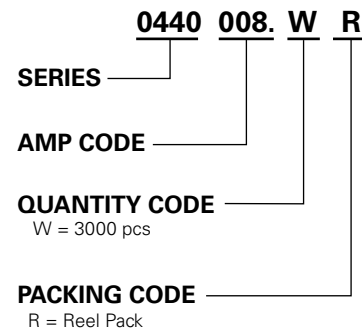 0440 008. W R
SERIES
AMP CODE
QUANTITY CODE
W = 3000 pcs
PACKING CODE
R = Reel Pack